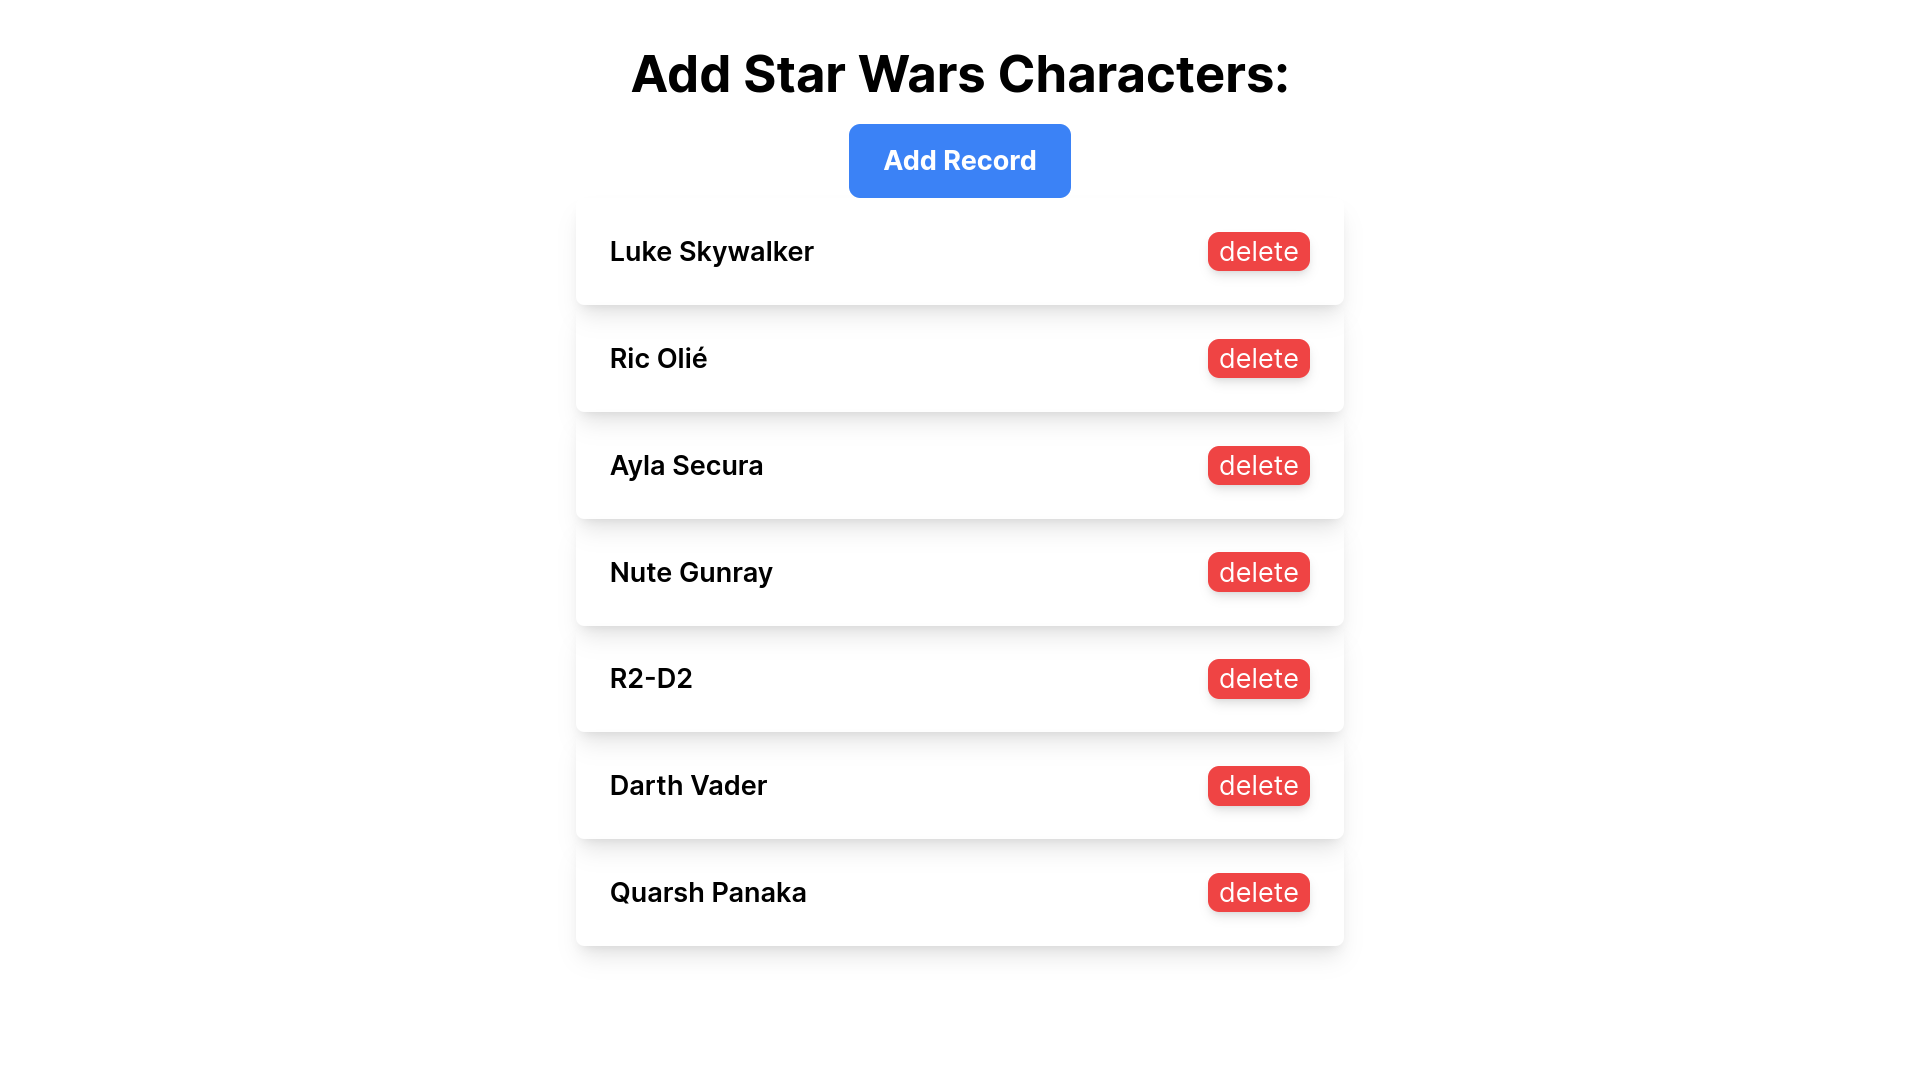 Add Star Wars Characters:
Add Record
Luke Skywalker delete
Ric Olié delete
Ayla Secura delete
Nute Gunray delete
R2-D2 delete
Darth Vader delete
Quarsh Panaka delete